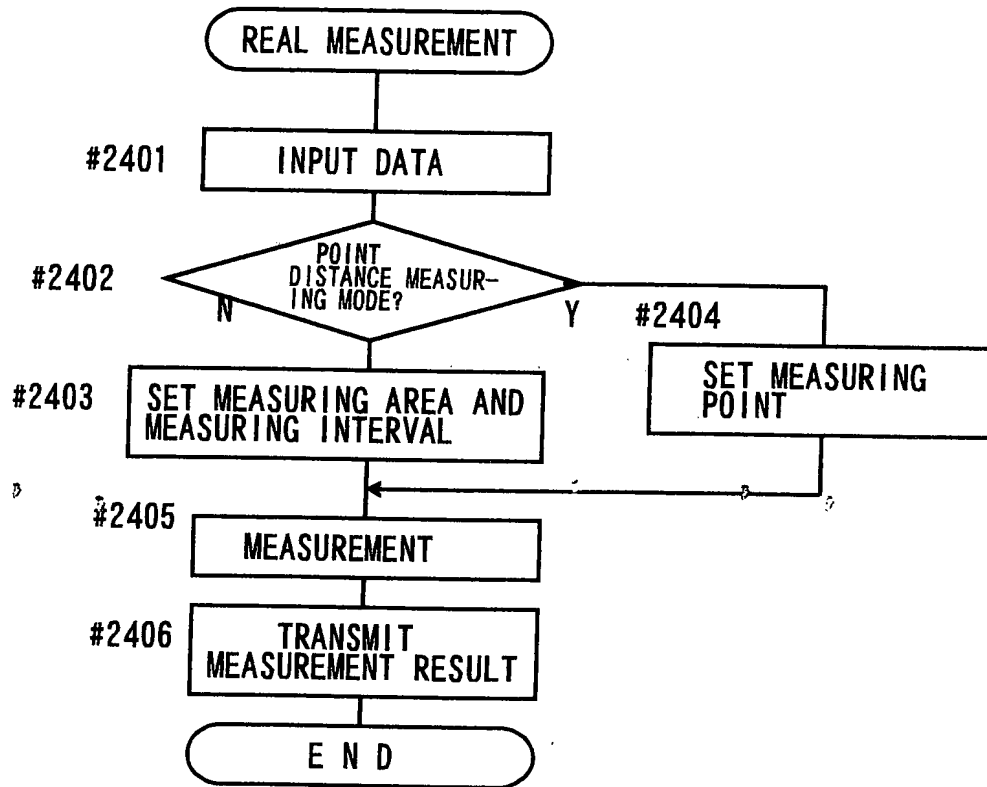 REAL MEASUREMENT
#2401
INPUT DATA
#2402
POINT
DISTANCE MEASUR-
ING MODE?
N
Y
#2404
SET MEASURING
POINT
#2403
SET MEASURING AREA AND
MEASURING INTERVAL
#2405
MEASUREMENT
#2406
TRANSMIT
MEASUREMENT RESULT
END